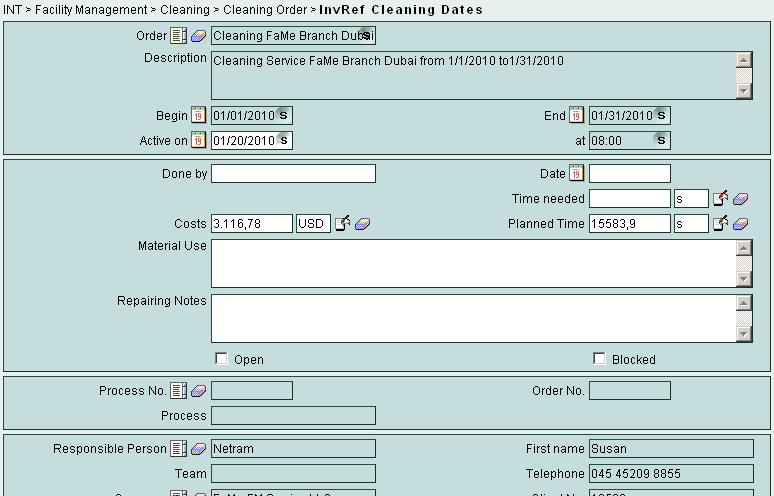 INT > Facility Management > Cleaning > Cleaning Order > InvRef Cleaning Dates
Order Cleaning FaMe Branch Dubai S
Description Cleaning Service FaMe Branch Dubai from 1/1/2010 to1/31/2010
Begin 19 01/01/2010 S End 19 01/31/2010 S
Active on 19 01/20/2010 S at 08:00 S
Done by Date 19
Time needed s
Costs 3.116,78 USD Planned Time 15583,9 s
Material Use
Repairing Notes
Open Blocked
Process No. Order No.
Process
Responsible Person Netram First name Susan
Team Telephone 045 45209 8855